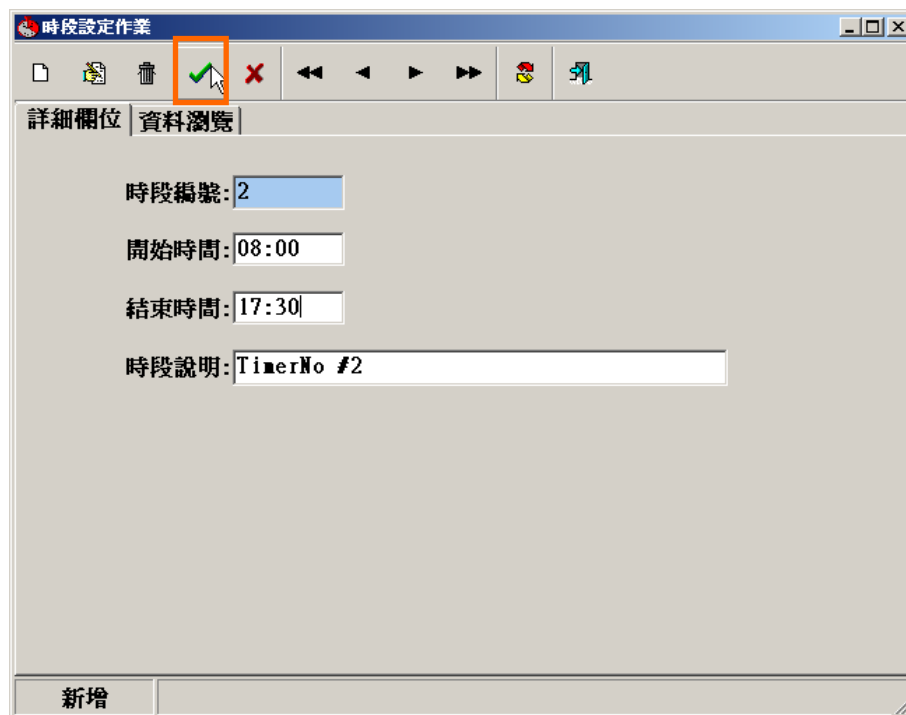 時段設定作業
詳細欄位 資料瀏覽
時段編號: 2
開始時間: 08:00
結束時間: 17:30
時段說明: TimerNo #2
新增